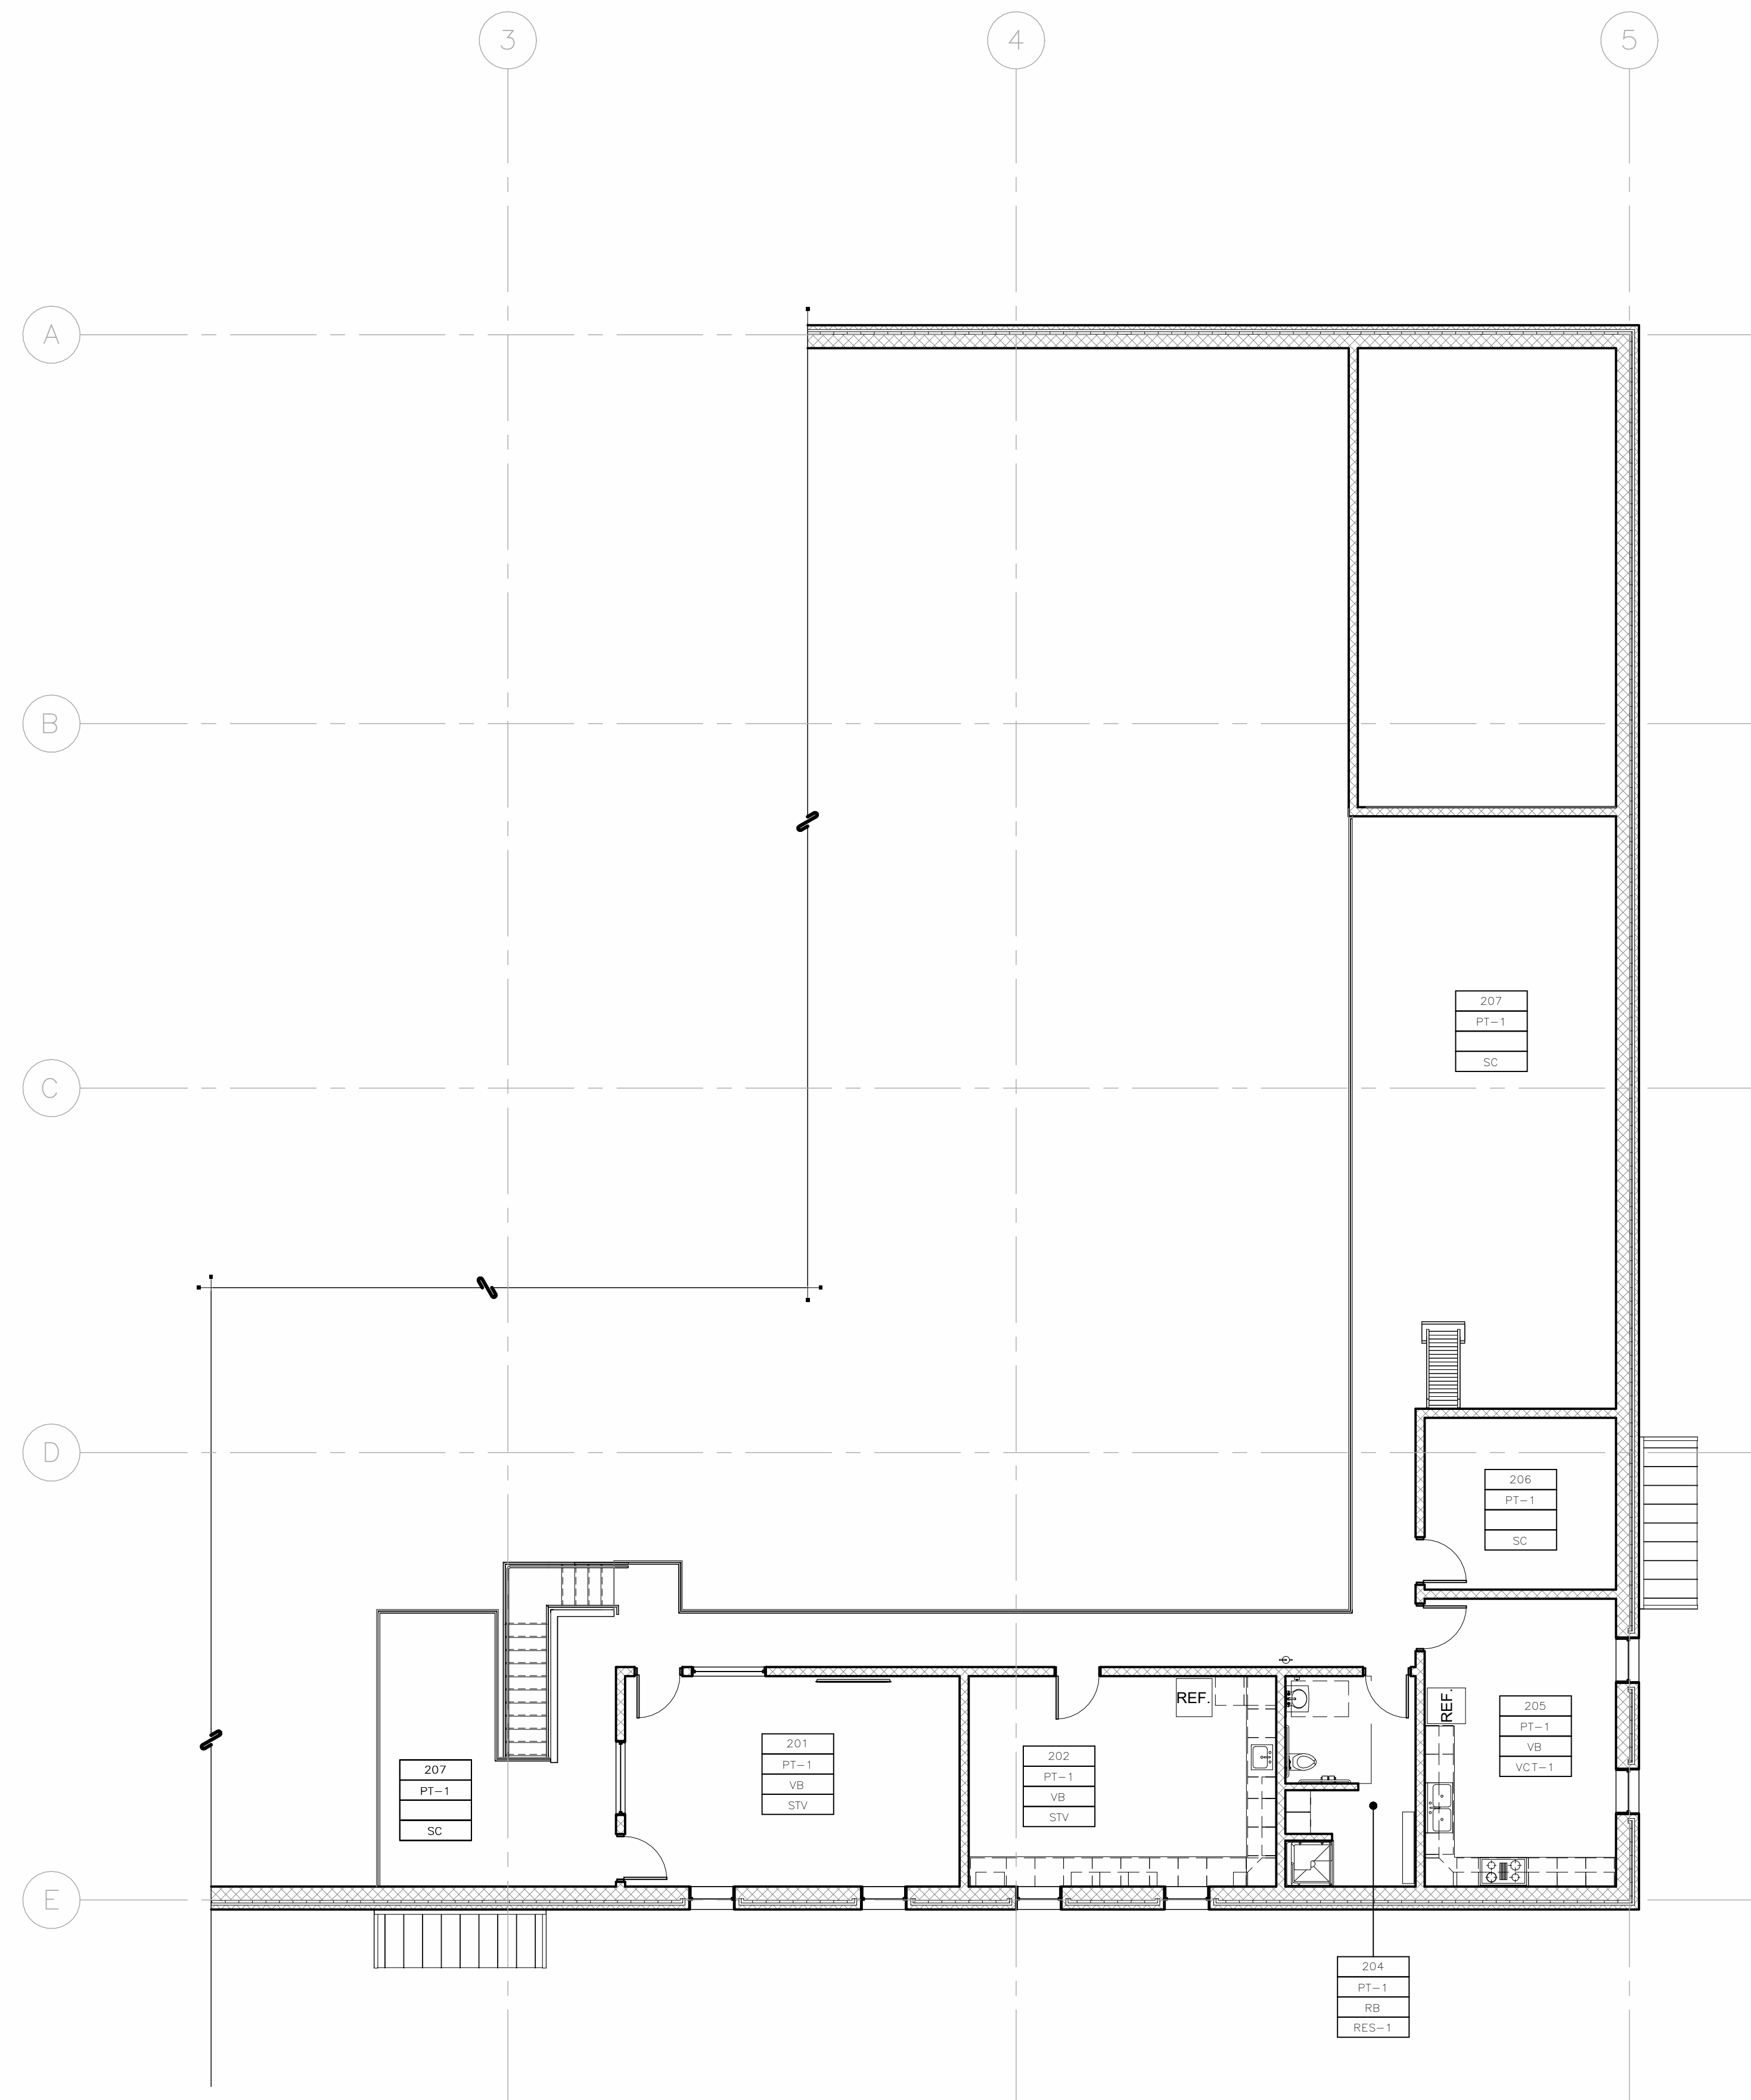 3
4
5
A
B
C
207
PT-1
SC
D
206
PT-1
SC
REF.
REF.
201
PT-1
VB
STV
202
PT-1
VB
STV
205
PT-1
VB
VCT-1
207
PT-1
SC
E
204
PT-1
RB
RES-1